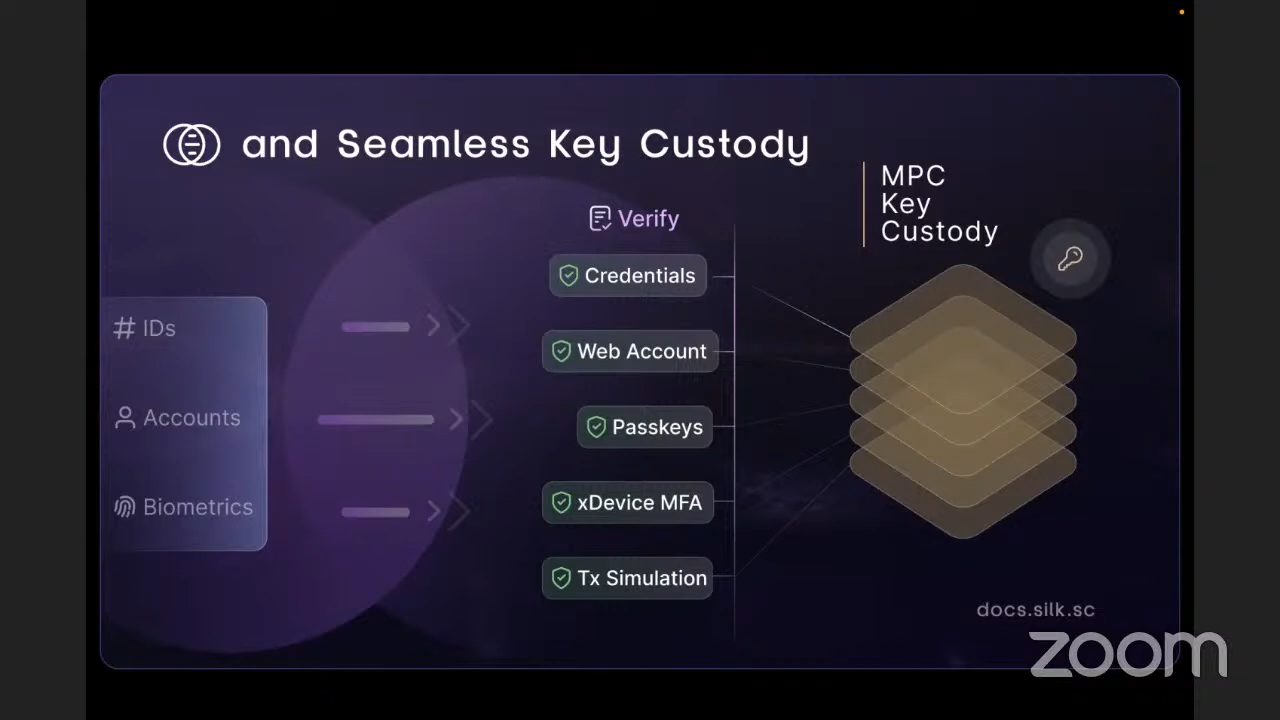 and Seamless Key Custody
MPC
Key
Custody
Verify
Credentials
IDs
Web Account
Accounts
Passkeys
Biometrics
xDevice MFA
Tx Simulation
docs.silk.sc
zoom